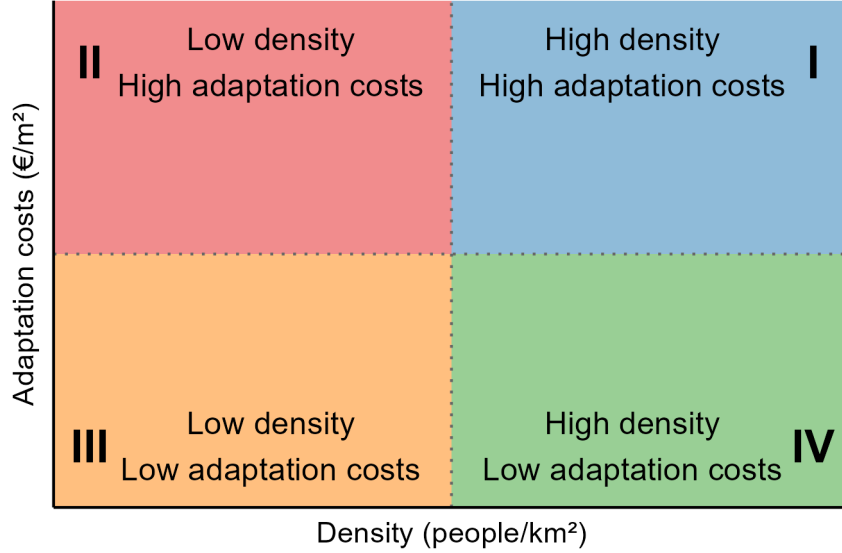 Adaptation costs (€/m²)
II
Low density
High adaptation costs
High density
High adaptation costs
I
III
Low density
Low adaptation costs
High density
Low adaptation costs
IV
Density (people/km²)